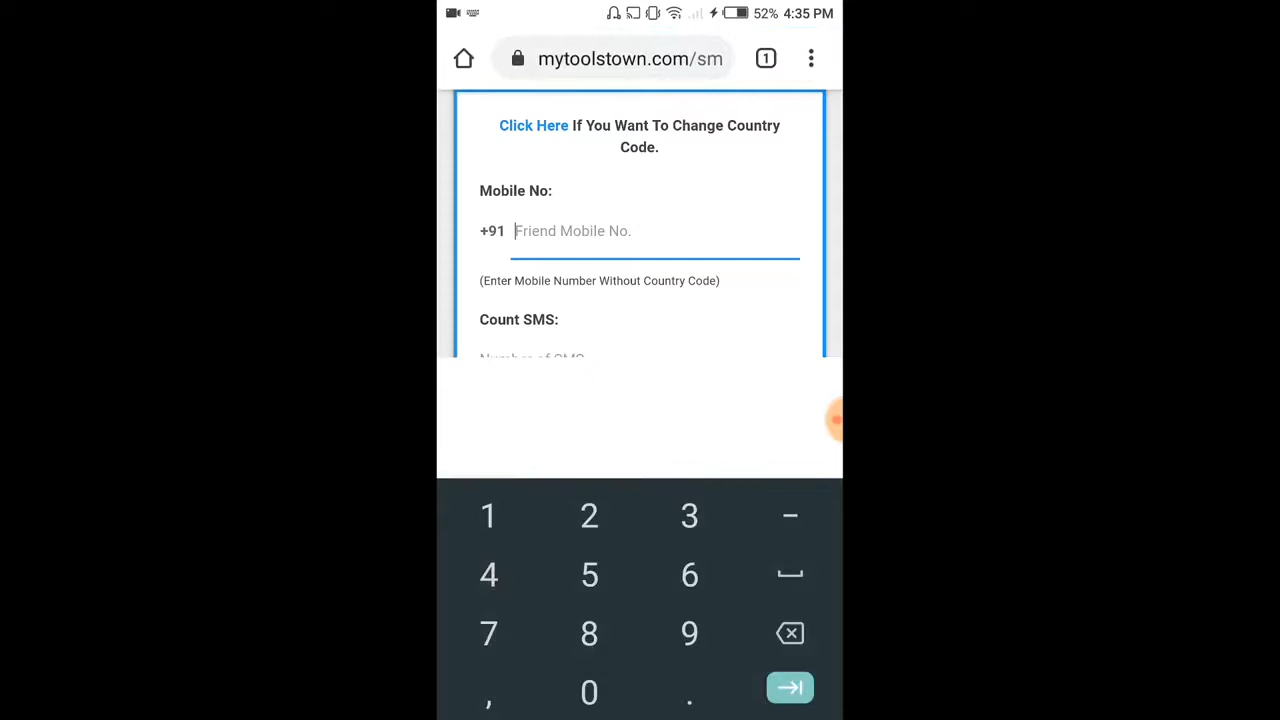 52% 4:35 PM
mytoolstown.com/sm
1
Click Here If You Want To Change Country
Code.
Mobile No:
+91 Friend Mobile No.
(Enter Mobile Number Without Country Code)
Count SMS:
Number of SMS
1 2 3 -
4 5 6
7 8 9
, 0 .